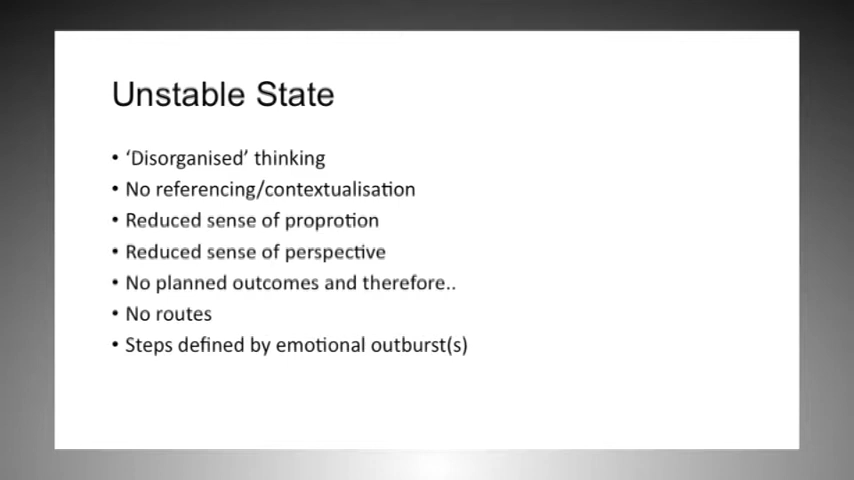 Unstable State
• ‘Disorganised’ thinking
• No referencing/contextualisation
• Reduced sense of proprotion
• Reduced sense of perspective
• No planned outcomes and therefore..
• No routes
• Steps defined by emotional outburst(s)